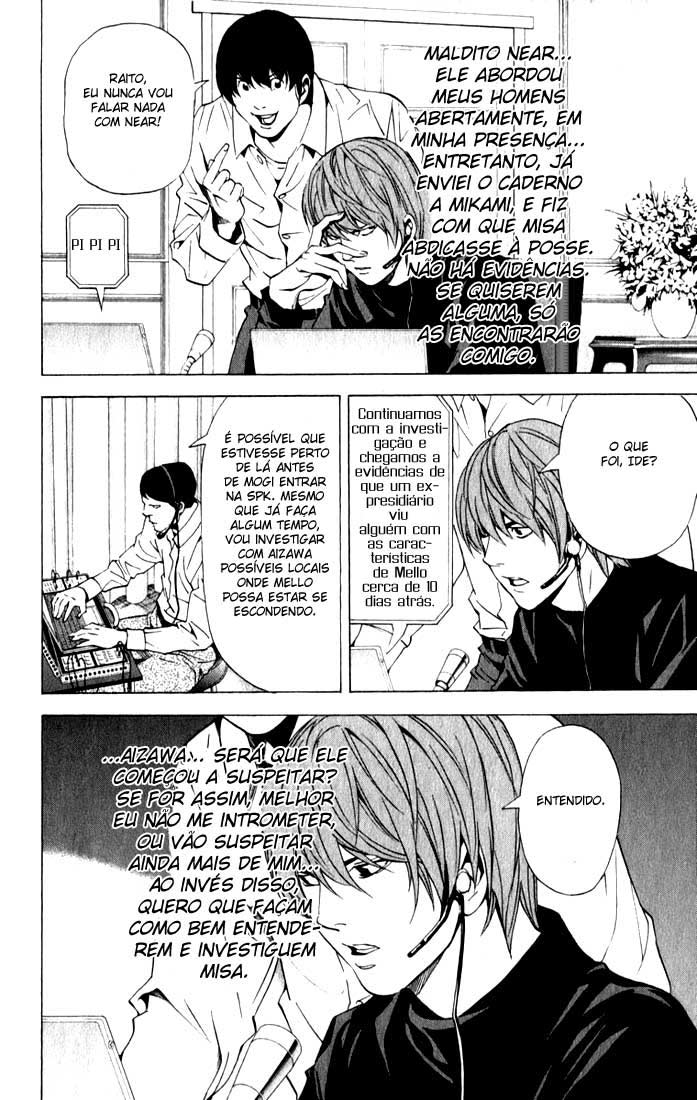 MALDITO NEAR...
ELE ABORDOU
MEUS HOMENS
ABERTAMENTE, EM
MINHA PRESENÇA...
ENTRETANTO, JÁ
ENVIEI O CADERNO
A MIKAMI, E FIZ
COM QUE MISA
ABDICASSE À POSSE.
NÃO HÁ EVIDÊNCIAS.
SE QUISEREM
ALGUMA, SÓ
AS ENCONTRARÃO
COMIGO.
RAITO,
EU NUNCA VOU
FALAR NADA
COM NEAR!
PI PI PI
O QUE
FOI, IDE?
Continuamos
com a investi-
gação e
chegamos a
evidências de
que um ex-
presidiário
viu
alguém com
as carac-
terísticas
de Mello
cerca de 10
dias atrás.
É POSSÍVEL QUE
ESTIVESSE PERTO
DE LÁ ANTES
DE MOGI ENTRAR
NA SPK. MESMO
QUE JÁ FAÇA
ALGUM TEMPO,
VOU INVESTIGAR
COM AIZAWA
POSSÍVEIS LOCAIS
ONDE MELLO
POSSA ESTAR SE
ESCONDENDO.
ENTENDIDO.
...AIZAWA... SERÁ QUE ELE
COMEÇOU A SUSPEITAR?
SE FOR ASSIM, MELHOR
EU NÃO ME INTROMETER,
OU VÃO SUSPEITAR
AINDA MAIS DE MIM...
AO INVÉS DISSO,
QUERO QUE FAÇAM
COMO BEM ENTENDE-
REM E INVESTIGUEM
MISA.